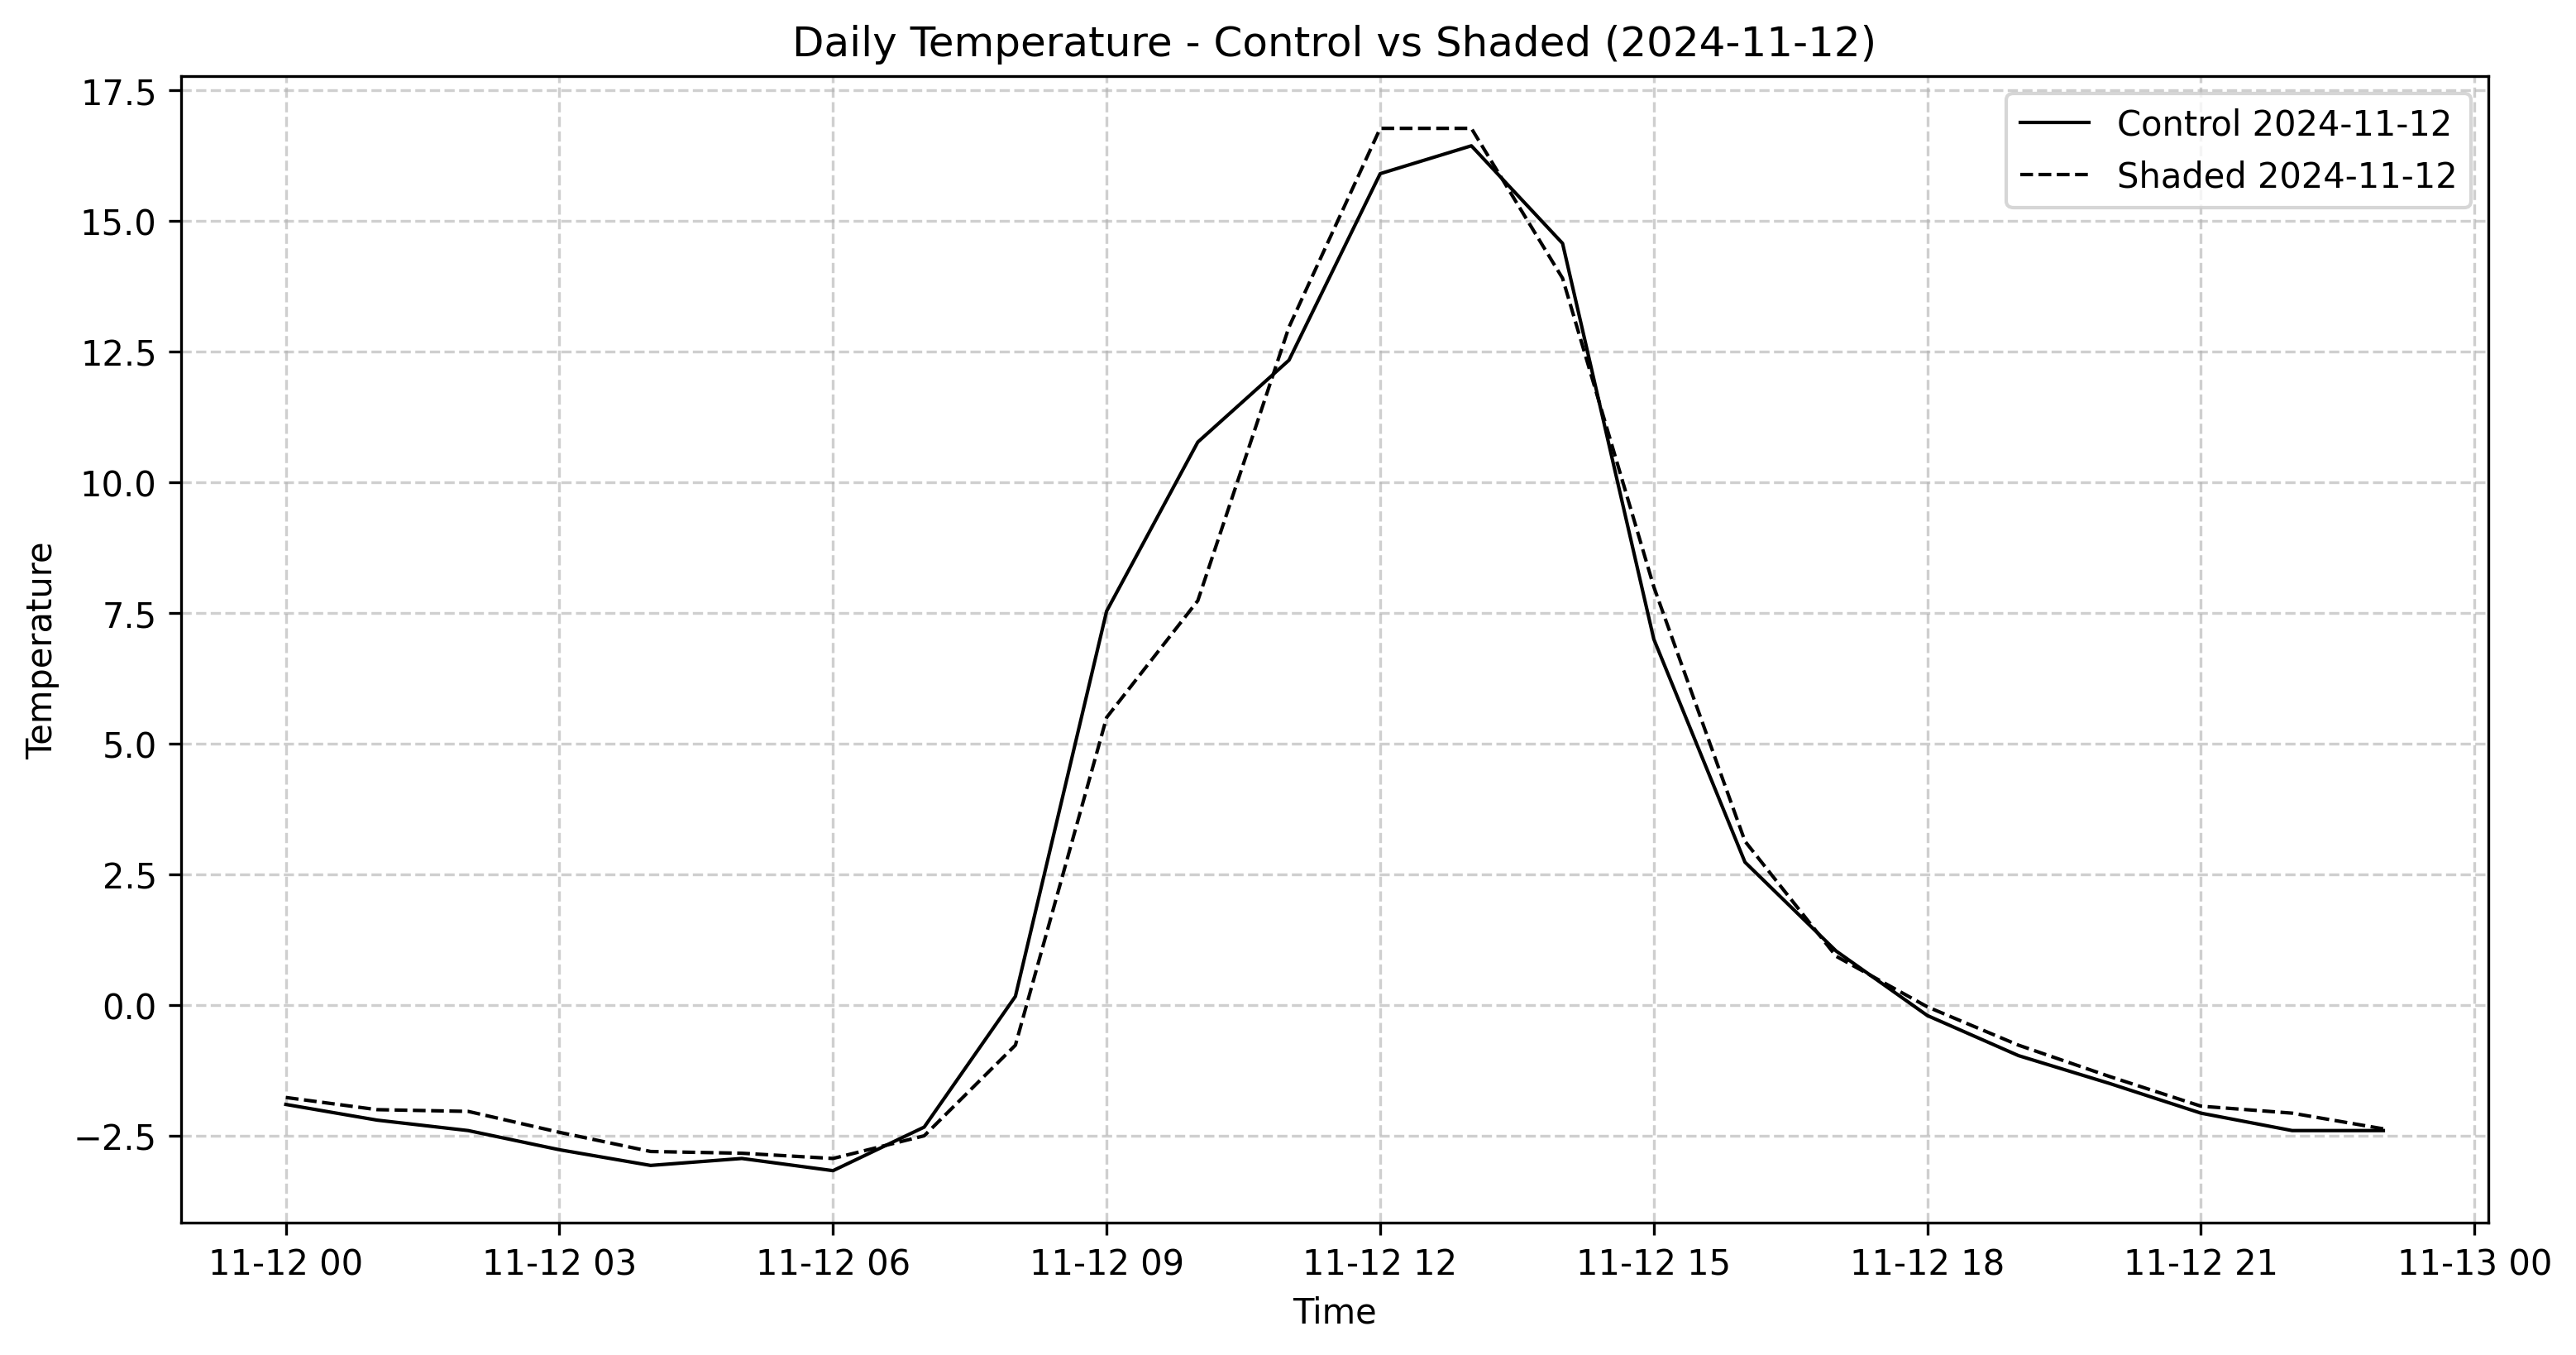 Daily Temperature - Control vs Shaded (2024-11-12)
Control 2024-11-12
Shaded 2024-11-12
17.5
15.0
12.5
10.0
7.5
5.0
2.5
0.0
−2.5
Temperature
11-12 00 11-12 03 11-12 06 11-12 09 11-12 12 11-12 15 11-12 18 11-12 21 11-13 00
Time